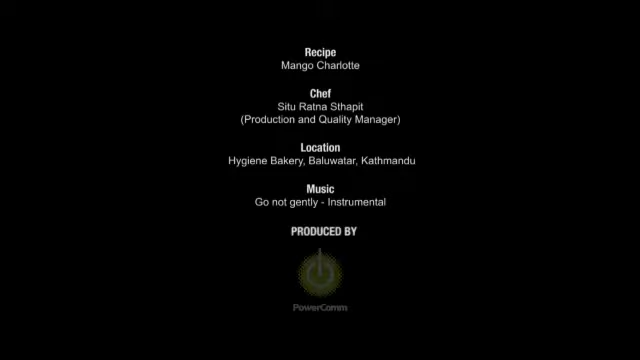 Recipe
Mango Charlotte
Chef
Situ Ratna Sthapit
(Production and Quality Manager)
Location
Hygiene Bakery, Baluwatar, Kathmandu
Music
Go not gently - Instrumental
PRODUCED BY
PowerComm